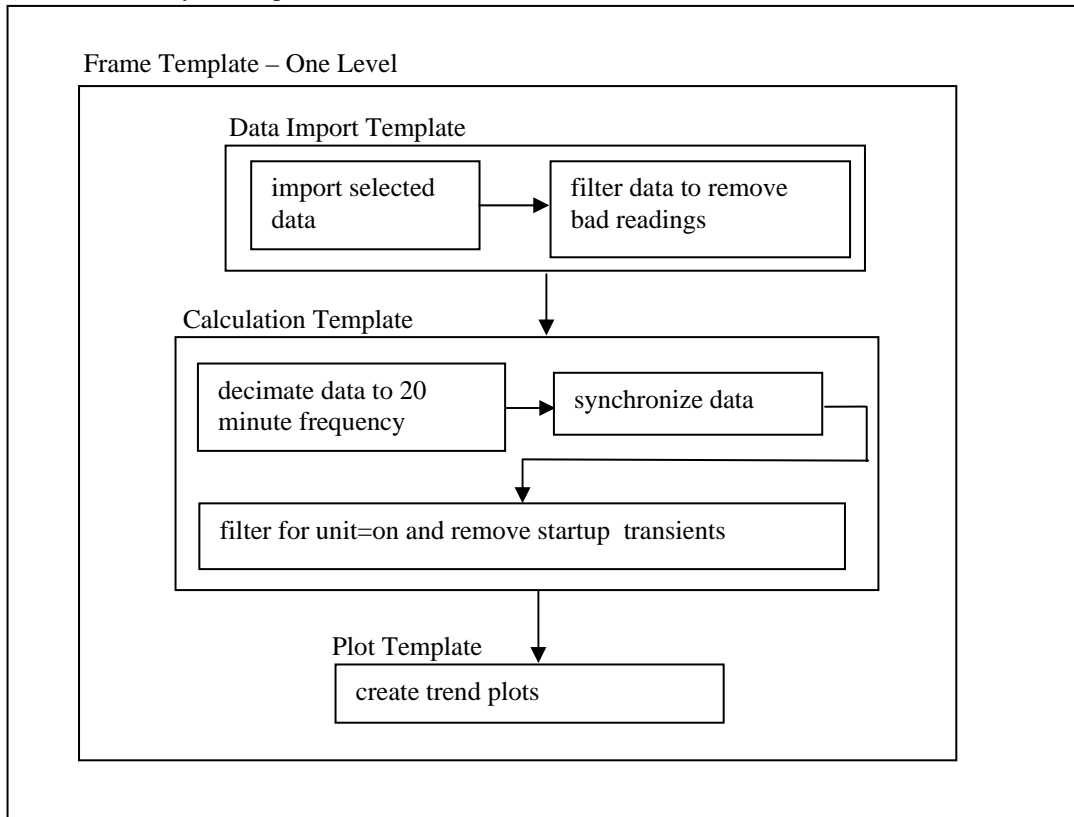 Frame Template – One Level
Data Import Template
import selected
data
filter data to remove
bad readings
Calculation Template
decimate data to 20
minute frequency
synchronize data
filter for unit=on and remove startup transients
Plot Template
create trend plots